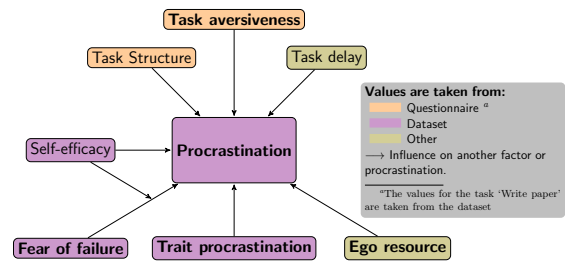 Task aversiveness
Task Structure
Task delay
Values are taken from:
Questionnaire a
Dataset
Other
⟶ Influence on another factor or
procrastination.
aThe values for the task ‘Write paper’
are taken from the dataset
Self-efficacy
Procrastination
Fear of failure
Trait procrastination
Ego resource